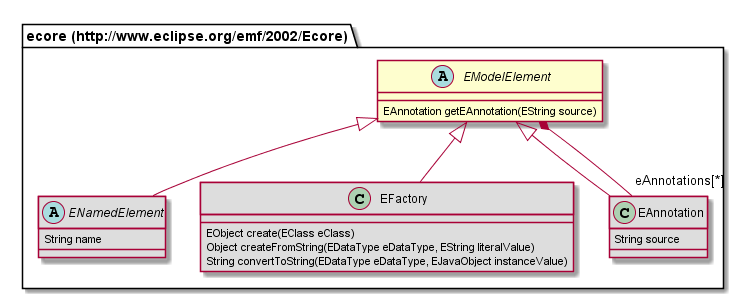 ecore (http://www.eclipse.org/emf/2002/Ecore)
A EModelElement
EAnnotation getEAnnotation(EString source)
eAnnotations[*]
A ENamedElement
String name
C EFactory
EObject create(EClass eClass)
Object createFromString(EDataType eDataType, EString literalValue)
String convertToString(EDataType eDataType, EJavaObject instanceValue)
C EAnnotation
String source